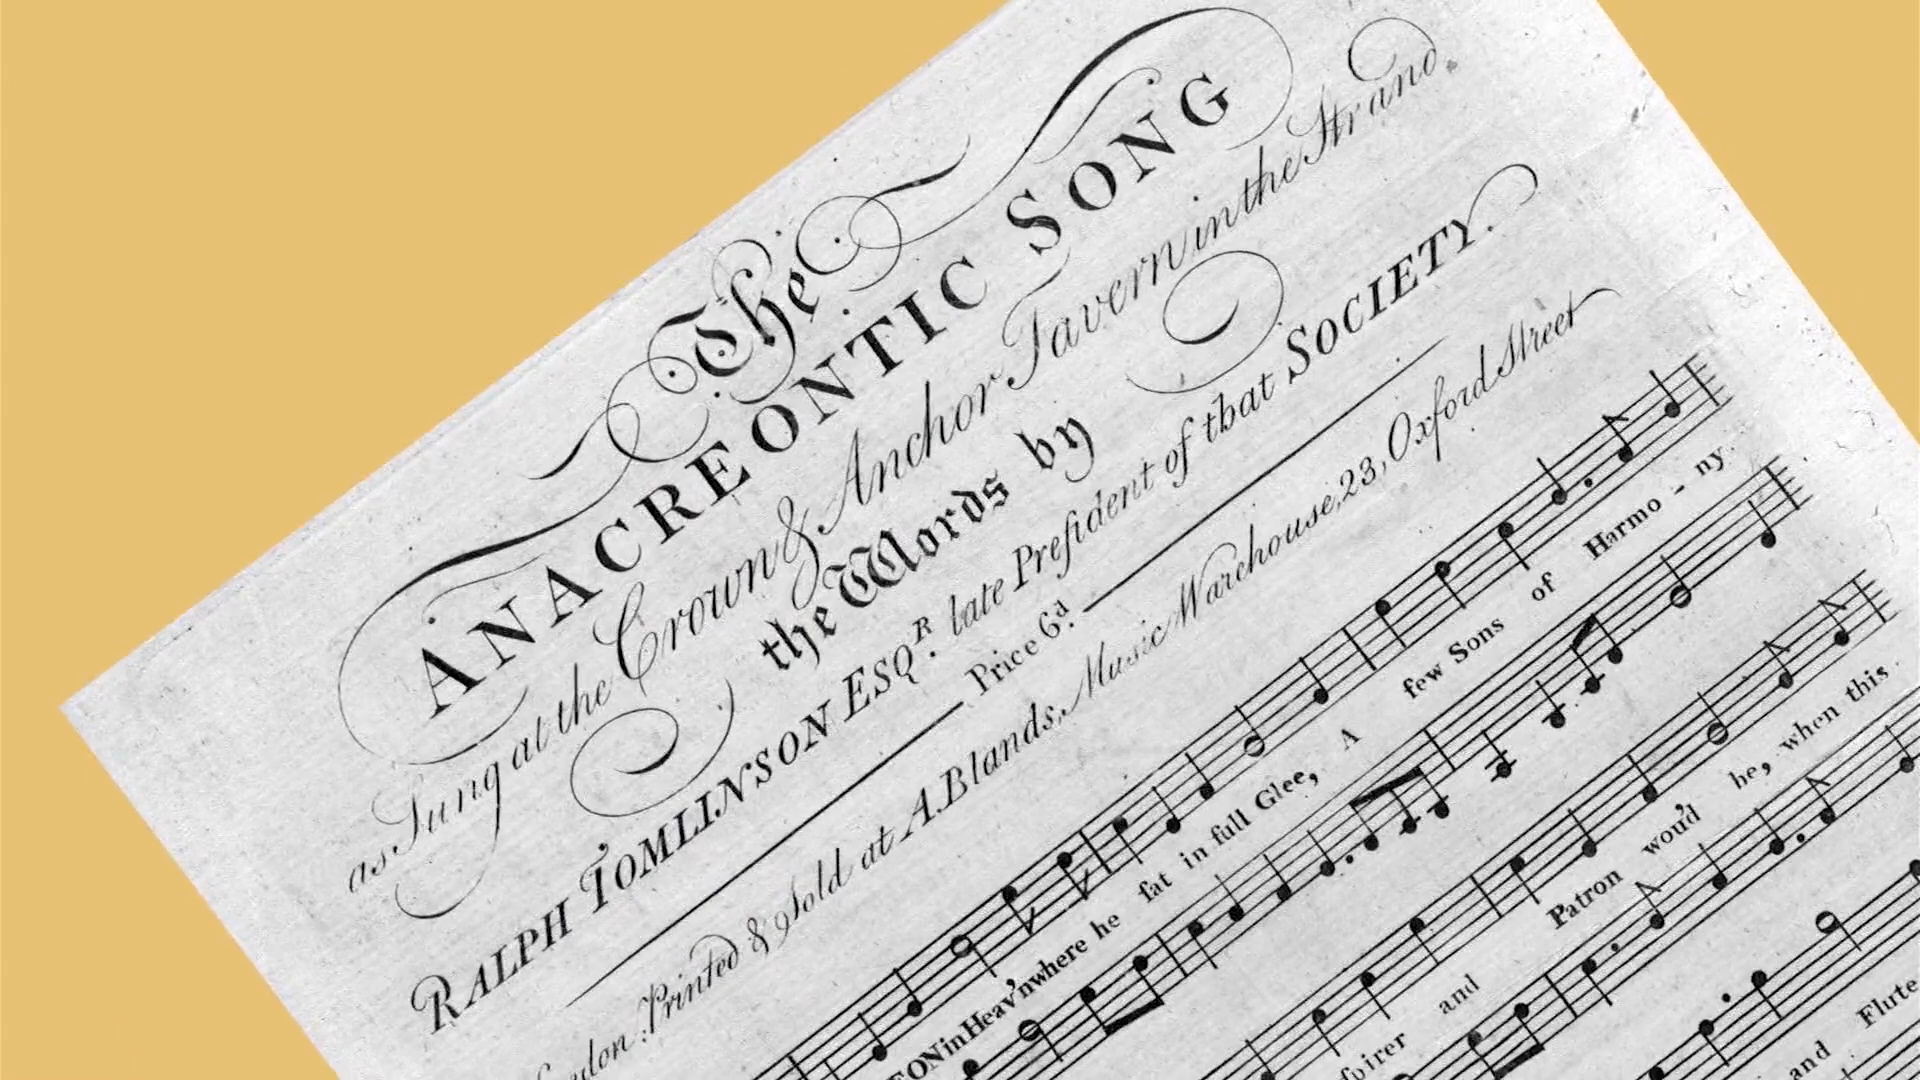 The
ANACREONTIC SONG
as Sung at the Crown & Anchor Tavern in the Strand.
the Words by
RALPH TOMLINSON ESQ.R late Preſident of that SOCIETY.
Price 6.d
Printed & Sold at A. Blands, Music Warehouse, 23, Oxford Street
in Heav'n where he ſat in full Glee, A few Sons of Harmo - ny.
and Patron wou'd he, when this
and Flute